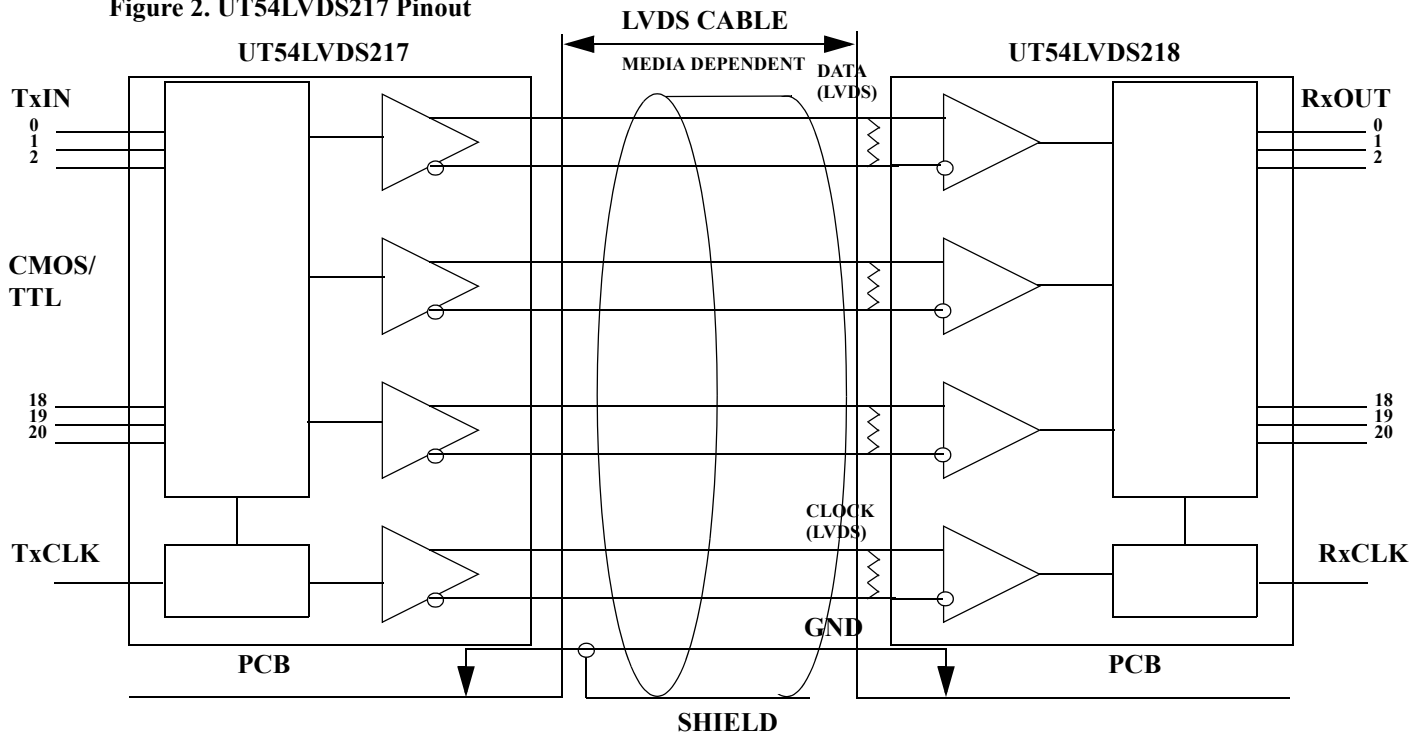 Figure 2. UT54LVDS217 Pinout
LVDS CABLE
UT54LVDS217
UT54LVDS218
MEDIA DEPENDENT
DATA
(LVDS)
TxIN
RxOUT
0
1
2
0
1
2
CMOS/
TTL
18
19
20
18
19
20
CLOCK
(LVDS)
TxCLK
RxCLK
GND
PCB
PCB
SHIELD